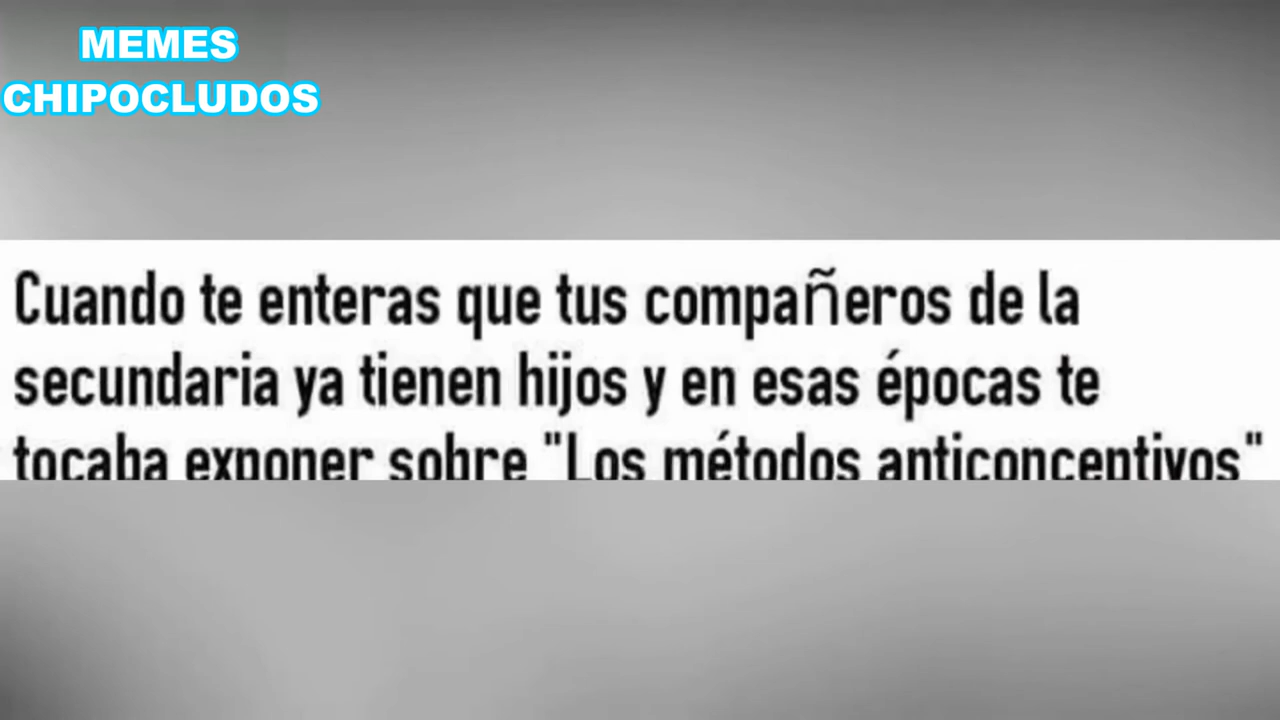 MEMES
CHIPOCLUDOS
Cuando te enteras que tus compañeros de la
secundaria ya tienen hijos y en esas épocas te
tocaba exponer sobre "Los métodos anticonceptivos"